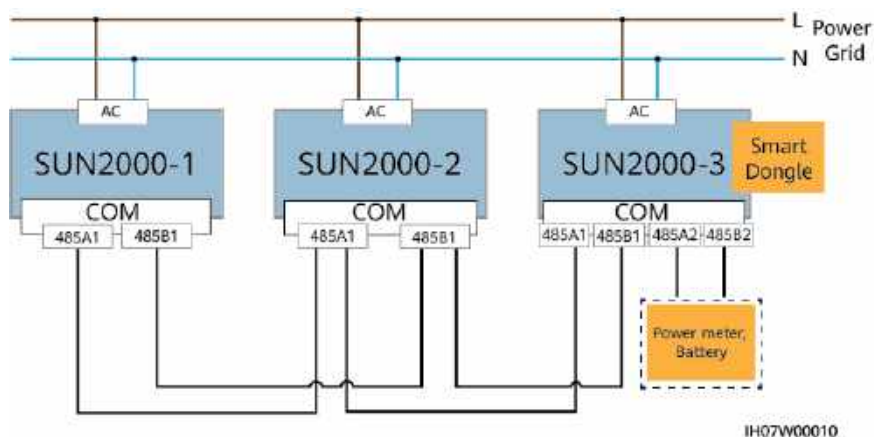 L Power
N Grid
AC
AC
AC
SUN2000-1
SUN2000-2
SUN2000-3
Smart
Dongle
COM
COM
COM
485A1
485B1
485A1
485B1
485A1
485B1
485A2
485B2
Power meter,
Battery
IH07W00010